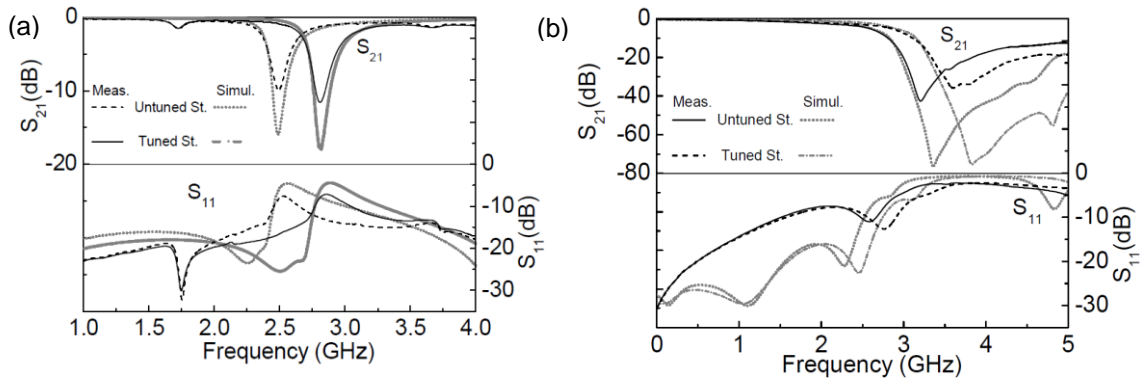 (a)
0
-10
-20
S21(dB)
S21
Meas. Simul.
Untuned St.
Tuned St.
0
-10
-20
-30
S11(dB)
S11
1.0 1.5 2.0 2.5 3.0 3.5 4.0
Frequency (GHz)
(b)
0
-20
-40
-60
-80
S21(dB)
S21
Meas. Simul.
Untuned St.
Tuned St.
0
-10
-20
-30
S11(dB)
S11
0 1 2 3 4 5
Frequency (GHz)